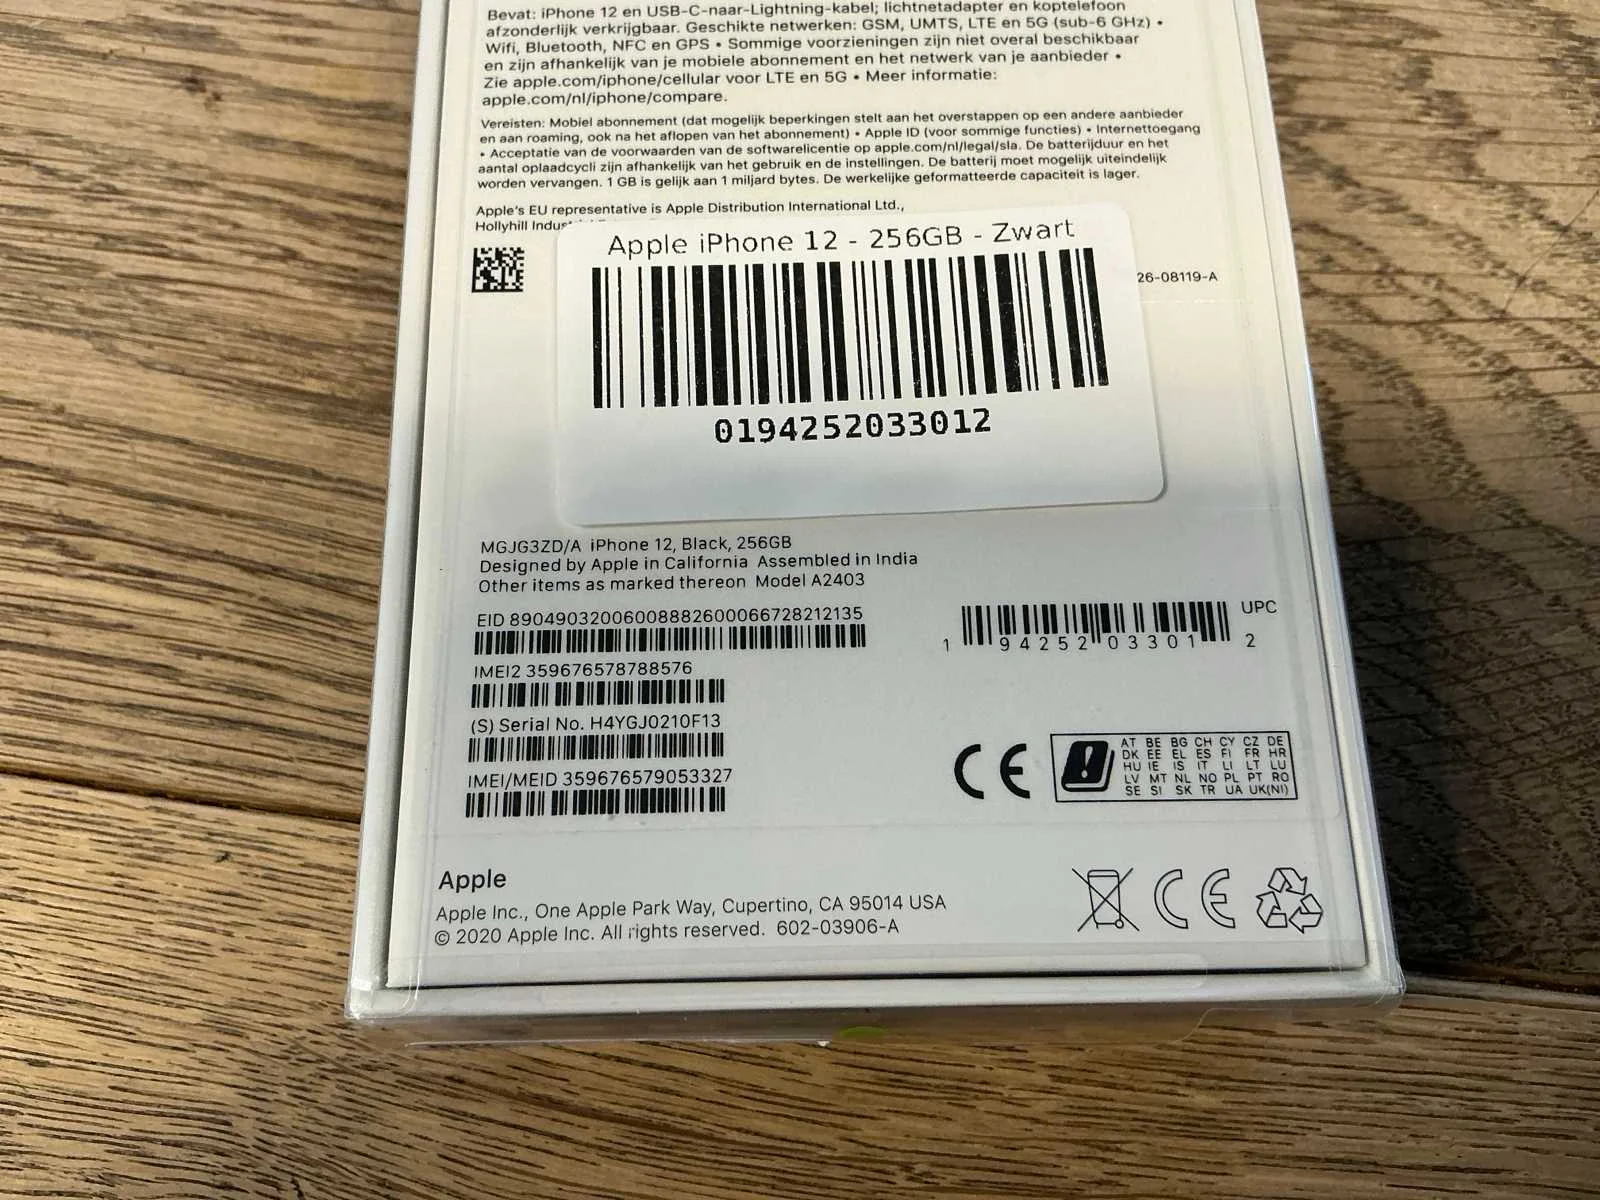 Bevat: iPhone 12 en USB-C-naar-Lightning-kabel; lichtnetadapter en koptelefoon
afzonderlijk verkrijgbaar. Geschikte netwerken: GSM, UMTS, LTE en 5G (sub-6 GHz) •
Wifi, Bluetooth, NFC en GPS • Sommige voorzieningen zijn niet overal beschikbaar
en zijn afhankelijk van je mobiele abonnement en het netwerk van je aanbieder •
Zie apple.com/iphone/cellular voor LTE en 5G • Meer informatie:
apple.com/nl/iphone/compare.
Vereisten: Mobiel abonnement (dat mogelijk beperkingen stelt aan het overstappen op een andere aanbieder
en aan roaming, ook na het aflopen van het abonnement) • Apple ID (voor sommige functies) • Internettoegang
• Acceptatie van de voorwaarden van de softwarelicentie op apple.com/nl/legal/sla. De batterijduur en het
aantal oplaadcycli zijn afhankelijk van het gebruik en de instellingen. De batterij moet mogelijk uiteindelijk
worden vervangen. 1 GB is gelijk aan 1 miljard bytes. De werkelijke geformatteerde capaciteit is lager.
Apple's EU representative is Apple Distribution International Ltd.,
Hollyhill
Apple iPhone 12 - 256GB - Zwart
26-08119-A
0194252033012
MGJG3ZD/A iPhone 12, Black, 256GB
Designed by Apple in California Assembled in India
Other items as marked thereon Model A2403
EID 89049032006008882600066728212135
UPC
1 94252 03301 2
IMEI2 359676578788576
(S) Serial No. H4YGJ0210F13
IMEI/MEID 359676579053327
CE
AT BE BG CH CY CZ DE
DK EE EL ES FI FR HR
HU IE IS IT LI LT LU
LV MT NL NO PL PT RO
SE SI SK TR UA UK(NI)
Apple
Apple Inc., One Apple Park Way, Cupertino, CA 95014 USA
© 2020 Apple Inc. All rights reserved. 602-03906-A
CE